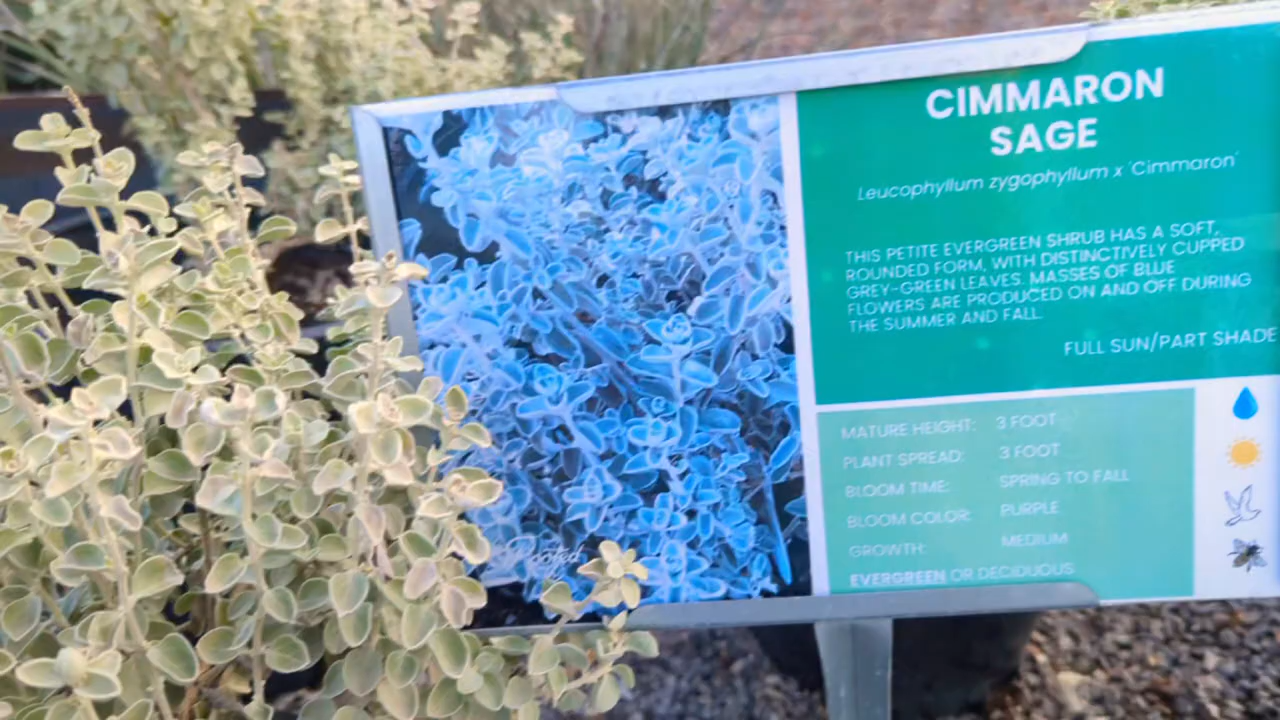 CIMMARON
SAGE
Leucophyllum zygophyllum x 'Cimmaron'
THIS PETITE EVERGREEN SHRUB HAS A SOFT,
ROUNDED FORM, WITH DISTINCTIVELY CUPPED
GREY-GREEN LEAVES. MASSES OF BLUE
FLOWERS ARE PRODUCED ON AND OFF DURING
THE SUMMER AND FALL.
FULL SUN/PART SHADE
MATURE HEIGHT: 3 FOOT
PLANT SPREAD: 3 FOOT
BLOOM TIME: SPRING TO FALL
BLOOM COLOR: PURPLE
GROWTH: MEDIUM
EVERGREEN OR DECIDUOUS